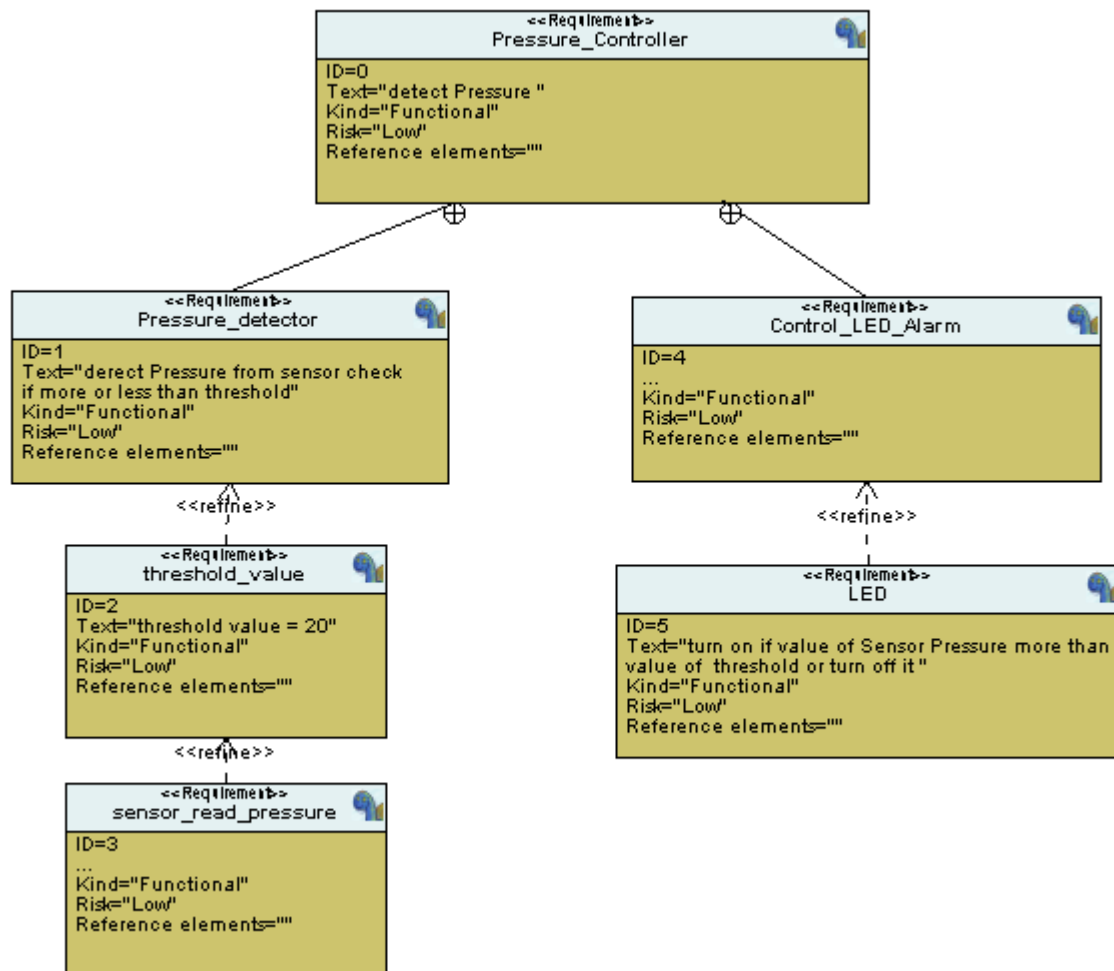 <<Requirement>>
Pressure_Controller
ID=0
Text="detect Pressure "
Kind="Functional"
Risk="Low"
Reference elements=""
<<Requirement>>
Pressure_detector
ID=1
Text="derect Pressure from sensor check
if more or less than threshold"
Kind="Functional"
Risk="Low"
Reference elements=""
<<Requirement>>
Control_LED_Alarm
ID=4
...
Kind="Functional"
Risk="Low"
Reference elements=""
<<refine>>
<<refine>>
<<Requirement>>
threshold_value
ID=2
Text="threshold value = 20"
Kind="Functional"
Risk="Low"
Reference elements=""
<<Requirement>>
LED
ID=5
Text="turn on if value of Sensor Pressure more than
value of  threshold or turn off it "
Kind="Functional"
Risk="Low"
Reference elements=""
<<refine>>
<<Requirement>>
sensor_read_pressure
ID=3
...
Kind="Functional"
Risk="Low"
Reference elements=""